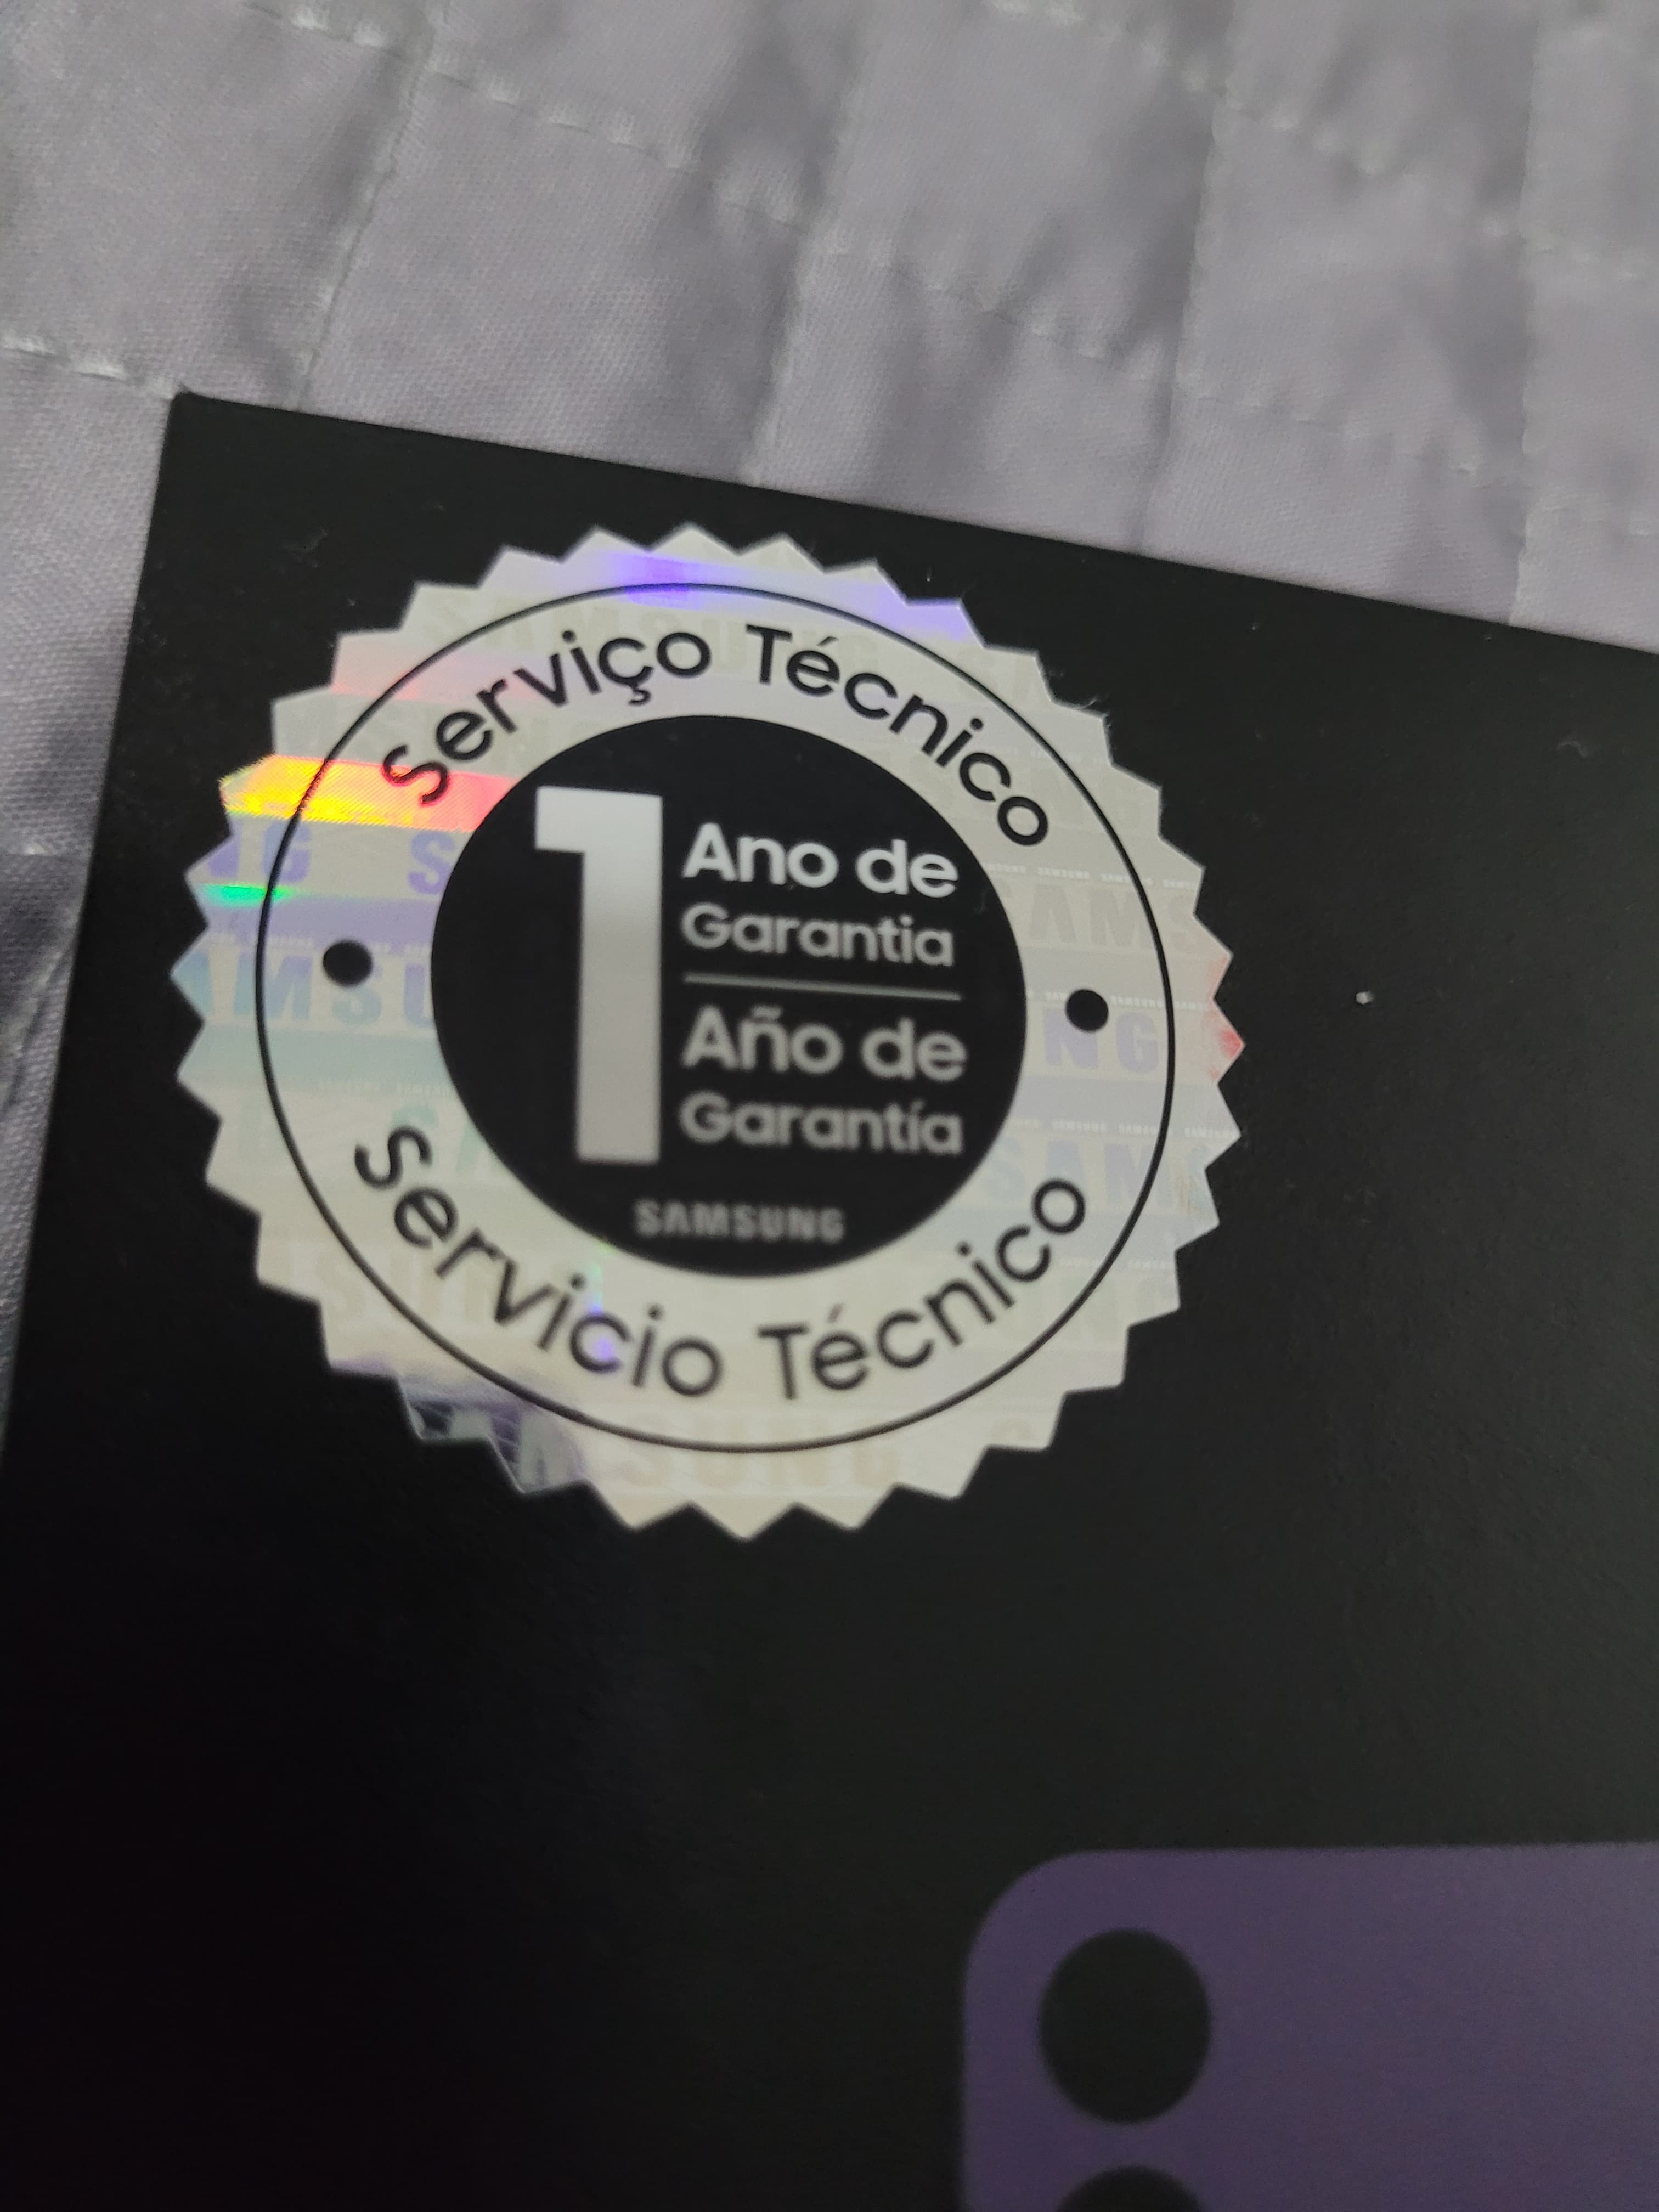 Serviço Técnico
1
Ano de
Garantia
Año de
Garantía
SAMSUNG
Servicio Técnico